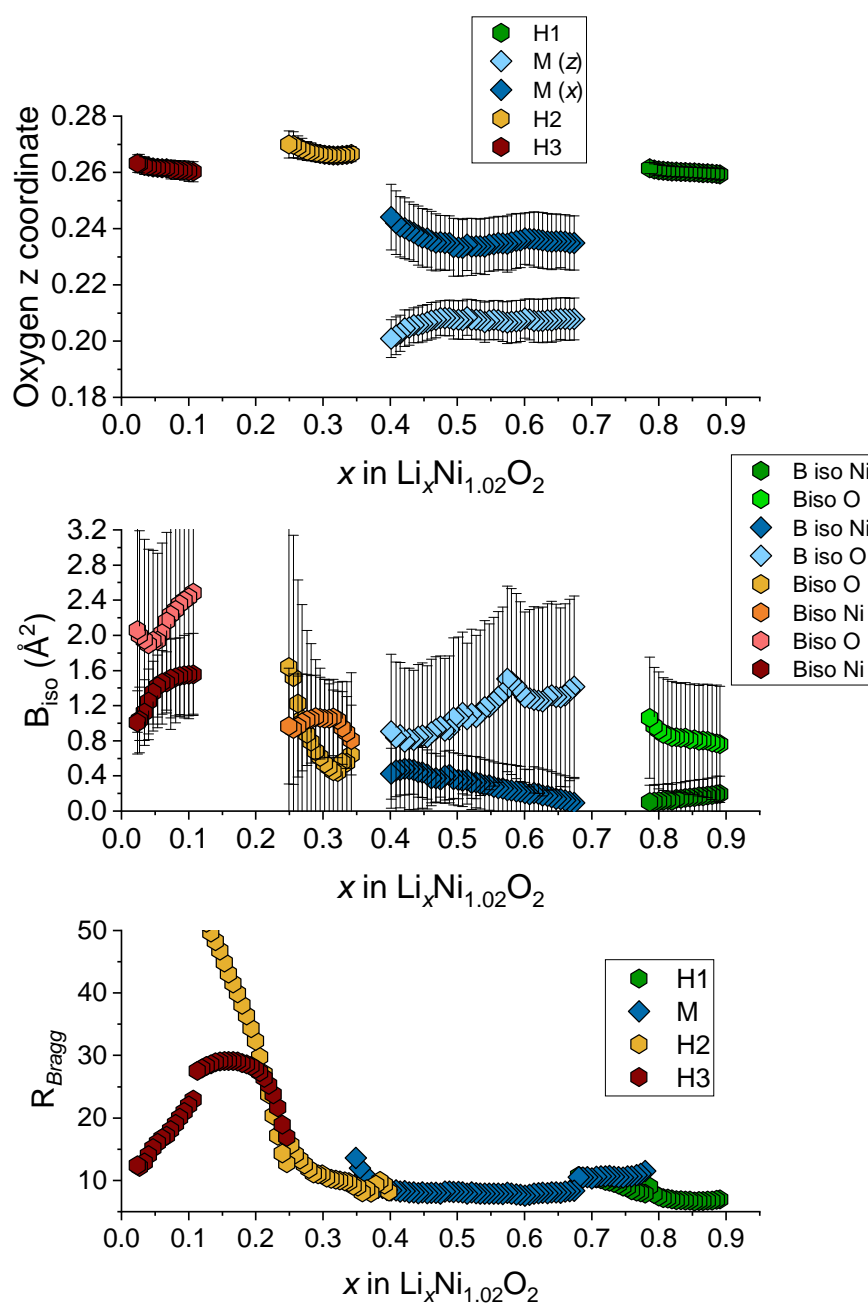 H1
M (z)
M (x)
H2
H3
Oxygen z coordinate
0.28
0.26
0.24
0.22
0.20
0.18
0.0 0.1 0.2 0.3 0.4 0.5 0.6 0.7 0.8 0.9
x in LiₓNi₁.₀₂O₂
B iso Ni
Biso O
B iso Ni
B iso O
Biso O
Biso Ni
Biso O
Biso Ni
B_iso (Å²)
3.2
2.8
2.4
2.0
1.6
1.2
0.8
0.4
0.0
0.0 0.1 0.2 0.3 0.4 0.5 0.6 0.7 0.8 0.9
x in LiₓNi₁.₀₂O₂
R_Bragg
50
40
30
20
10
H1
M
H2
H3
0.0 0.1 0.2 0.3 0.4 0.5 0.6 0.7 0.8 0.9
x in LiₓNi₁.₀₂O₂